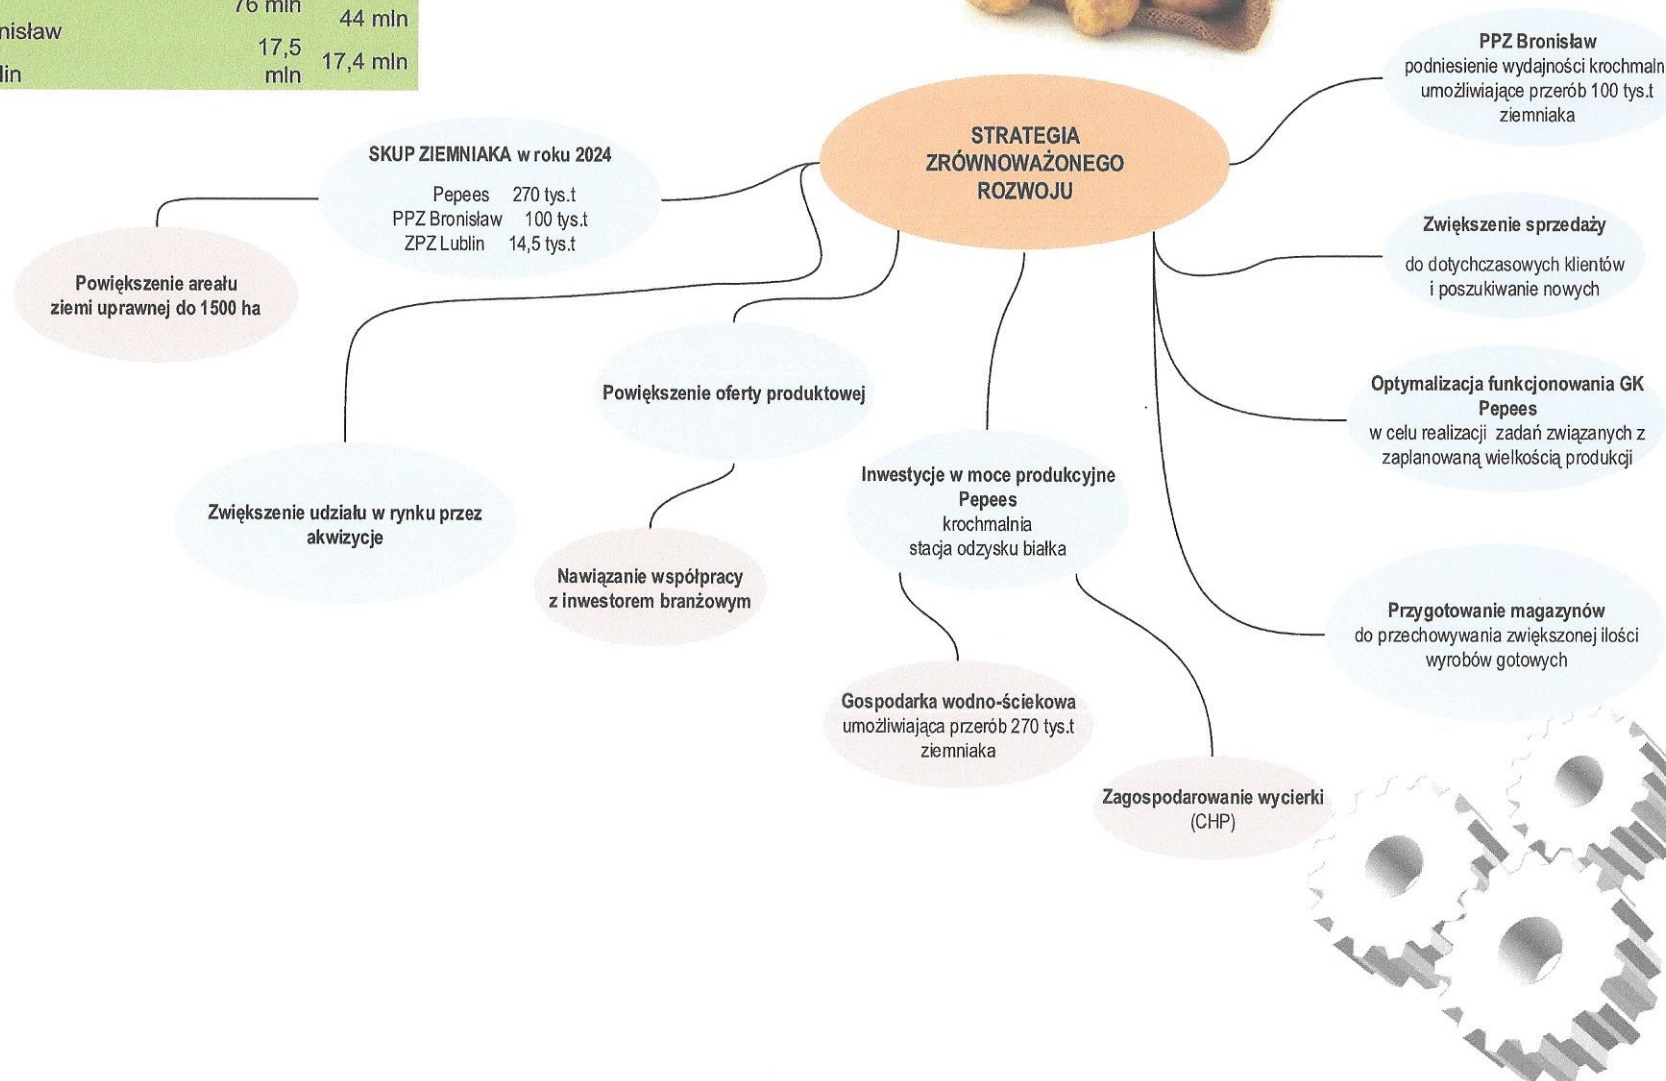 76 mln
44 mln
17,5
mln
17,4 mln
STRATEGIA
ZRÓWNOWAŻONEGO
ROZWOJU
SKUP ZIEMNIAKA w roku 2024
Pepees 270 tys.t
PPZ Bronisław 100 tys.t
ZPZ Lublin 14,5 tys.t
Powiększenie areału
ziemi uprawnej do 1500 ha
Zwiększenie udziału w rynku przez
akwizycje
Powiększenie oferty produktowej
Nawiązanie współpracy
z inwestorem branżowym
Inwestycje w moce produkcyjne
Pepees
krochmalnia
stacja odzysku białka
Gospodarka wodno-ściekowa
umożliwiająca przerób 270 tys.t
ziemniaka
Zagospodarowanie wycierki
(CHP)
PPZ Bronisław
podniesienie wydajności krochmaln
umożliwiające przerób 100 tys.t
ziemniaka
Zwiększenie sprzedaży
do dotychczasowych klientów
i poszukiwanie nowych
Optymalizacja funkcjonowania GK
Pepees
w celu realizacji zadań związanych z
zaplanowaną wielkością produkcji
Przygotowanie magazynów
do przechowywania zwiększonej ilości
wyrobów gotowych